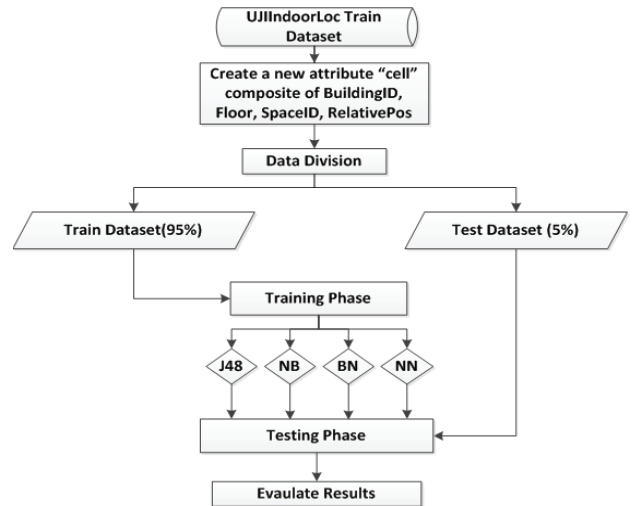 UJIIndoorLoc Train
Dataset
Create a new attribute “cell”
composite of BuildingID,
Floor, SpaceID, RelativePos
Data Division
Train Dataset(95%)
Test Dataset (5%)
Training Phase
J48
NB
BN
NN
Testing Phase
Evaulate Results